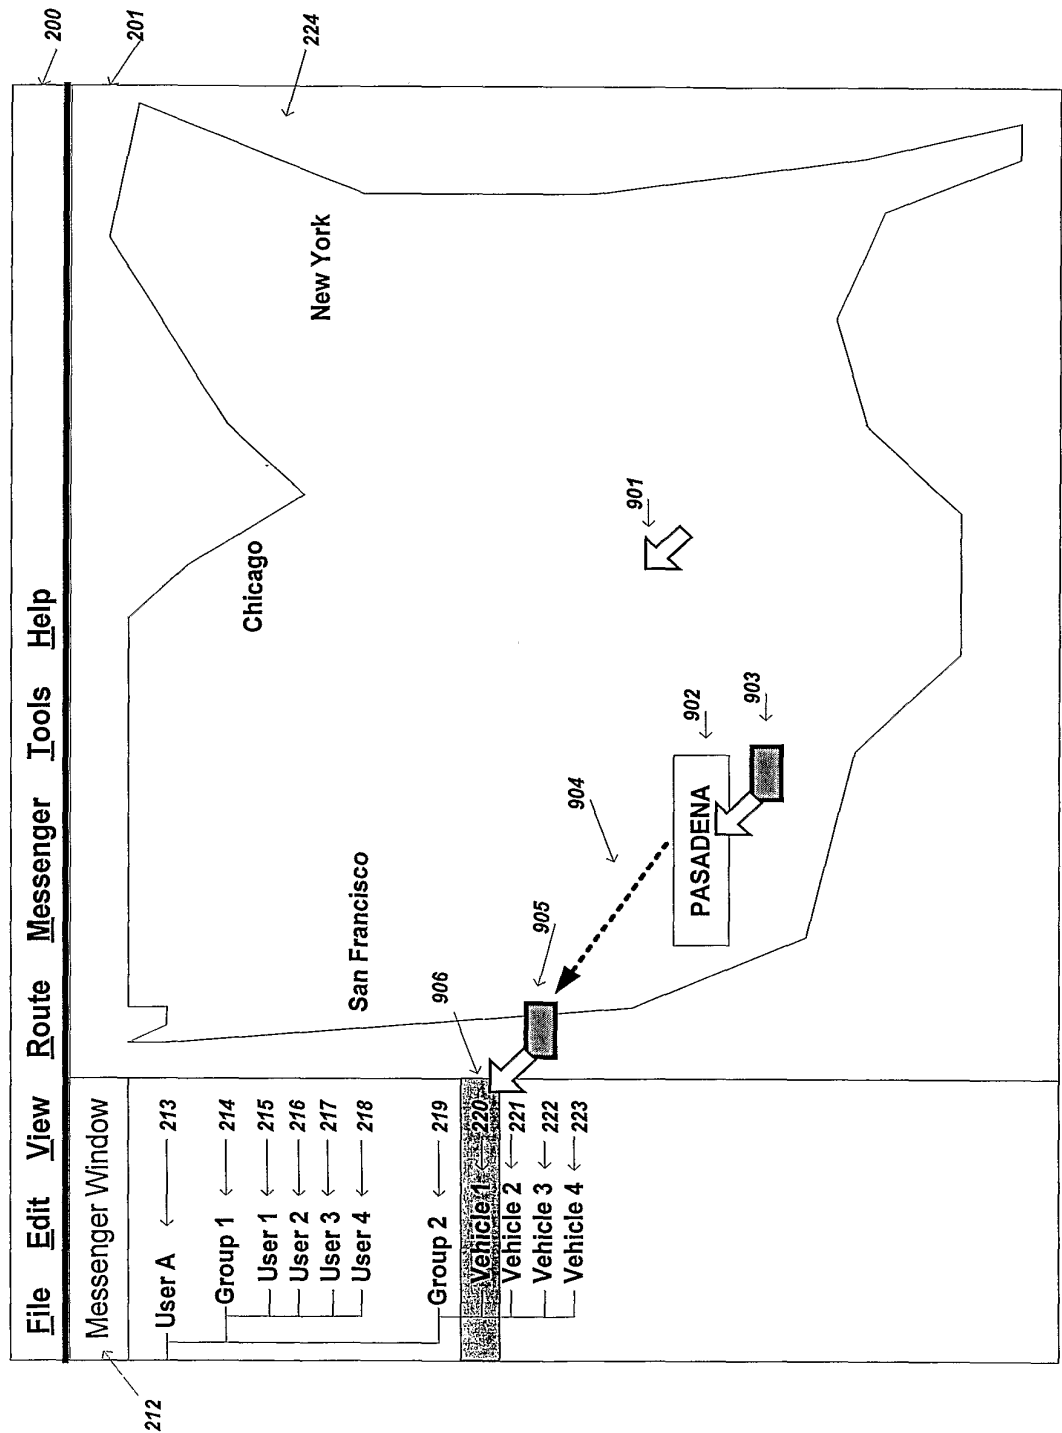 File Edit View Route Messenger Tools Help
200
201
Messenger Window
212
224
User A
213
Group 1
214
User 1
215
User 2
216
User 3
217
User 4
218
Group 2
219
Vehicle 1
220
Vehicle 2
221
Vehicle 3
222
Vehicle 4
223
Chicago
New York
San Francisco
906
905
904
901
PASADENA
902
903